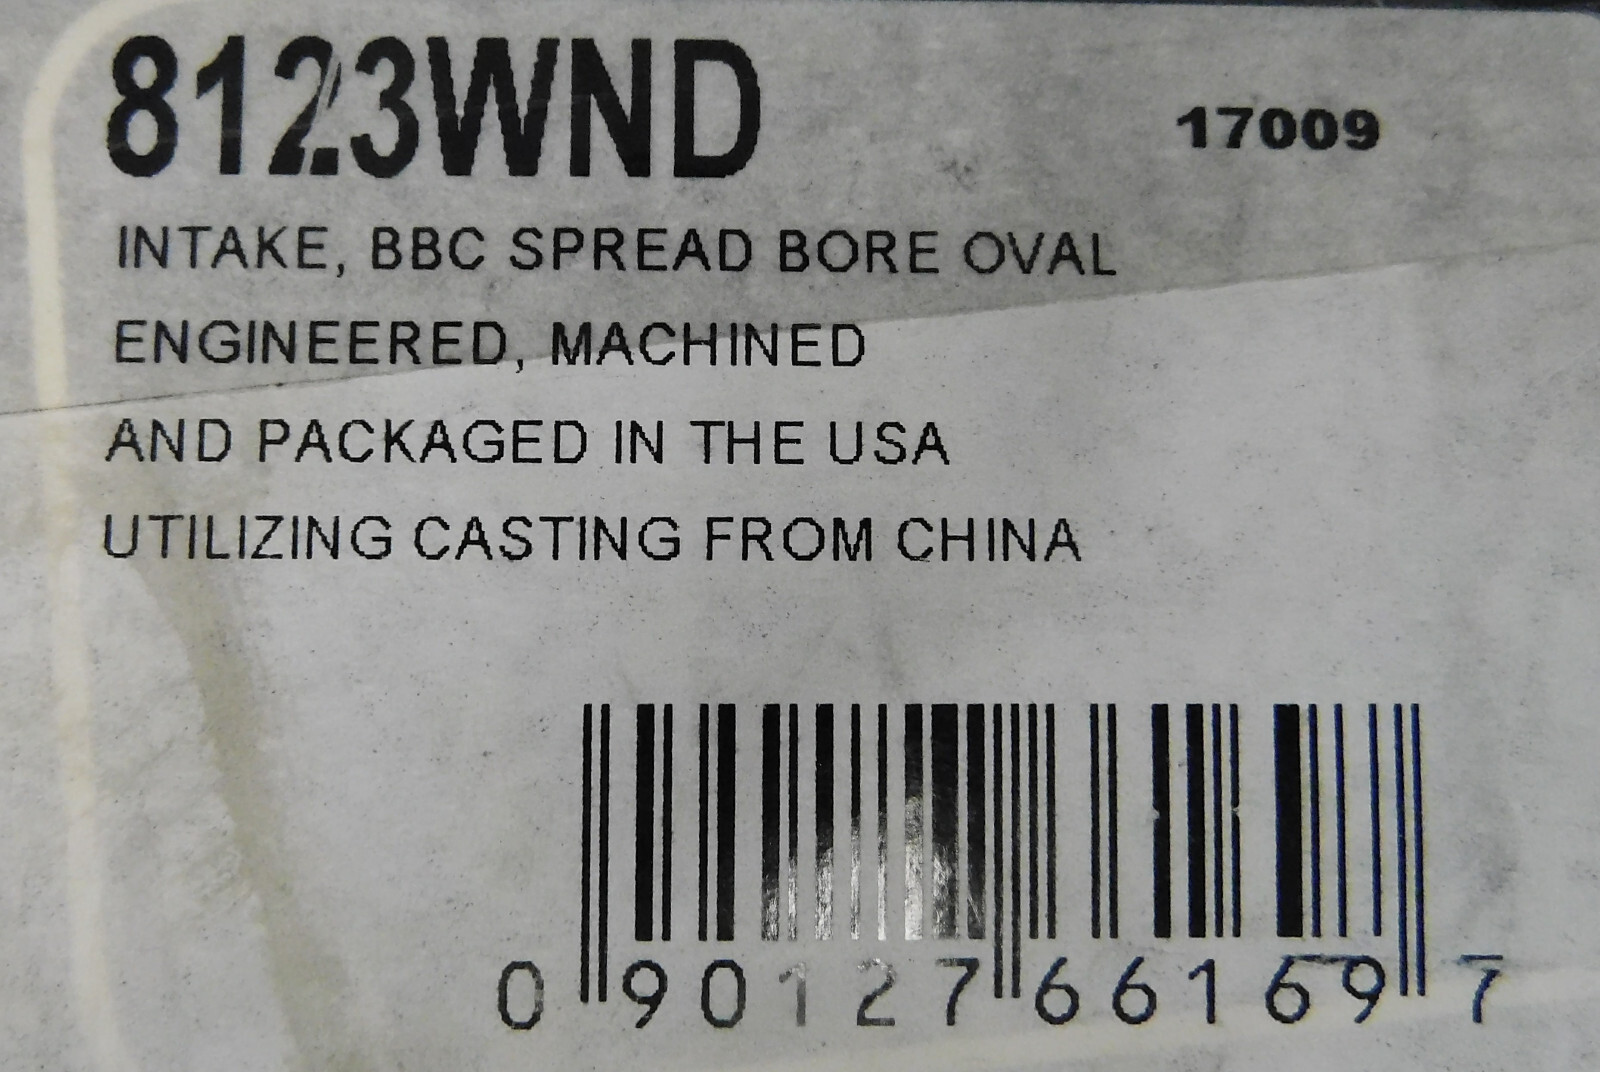 8123WND 17009
INTAKE, BBC SPREAD BORE OVAL
ENGINEERED, MACHINED
AND PACKAGED IN THE USA
UTILIZING CASTING FROM CHINA
0 90127 66169 7